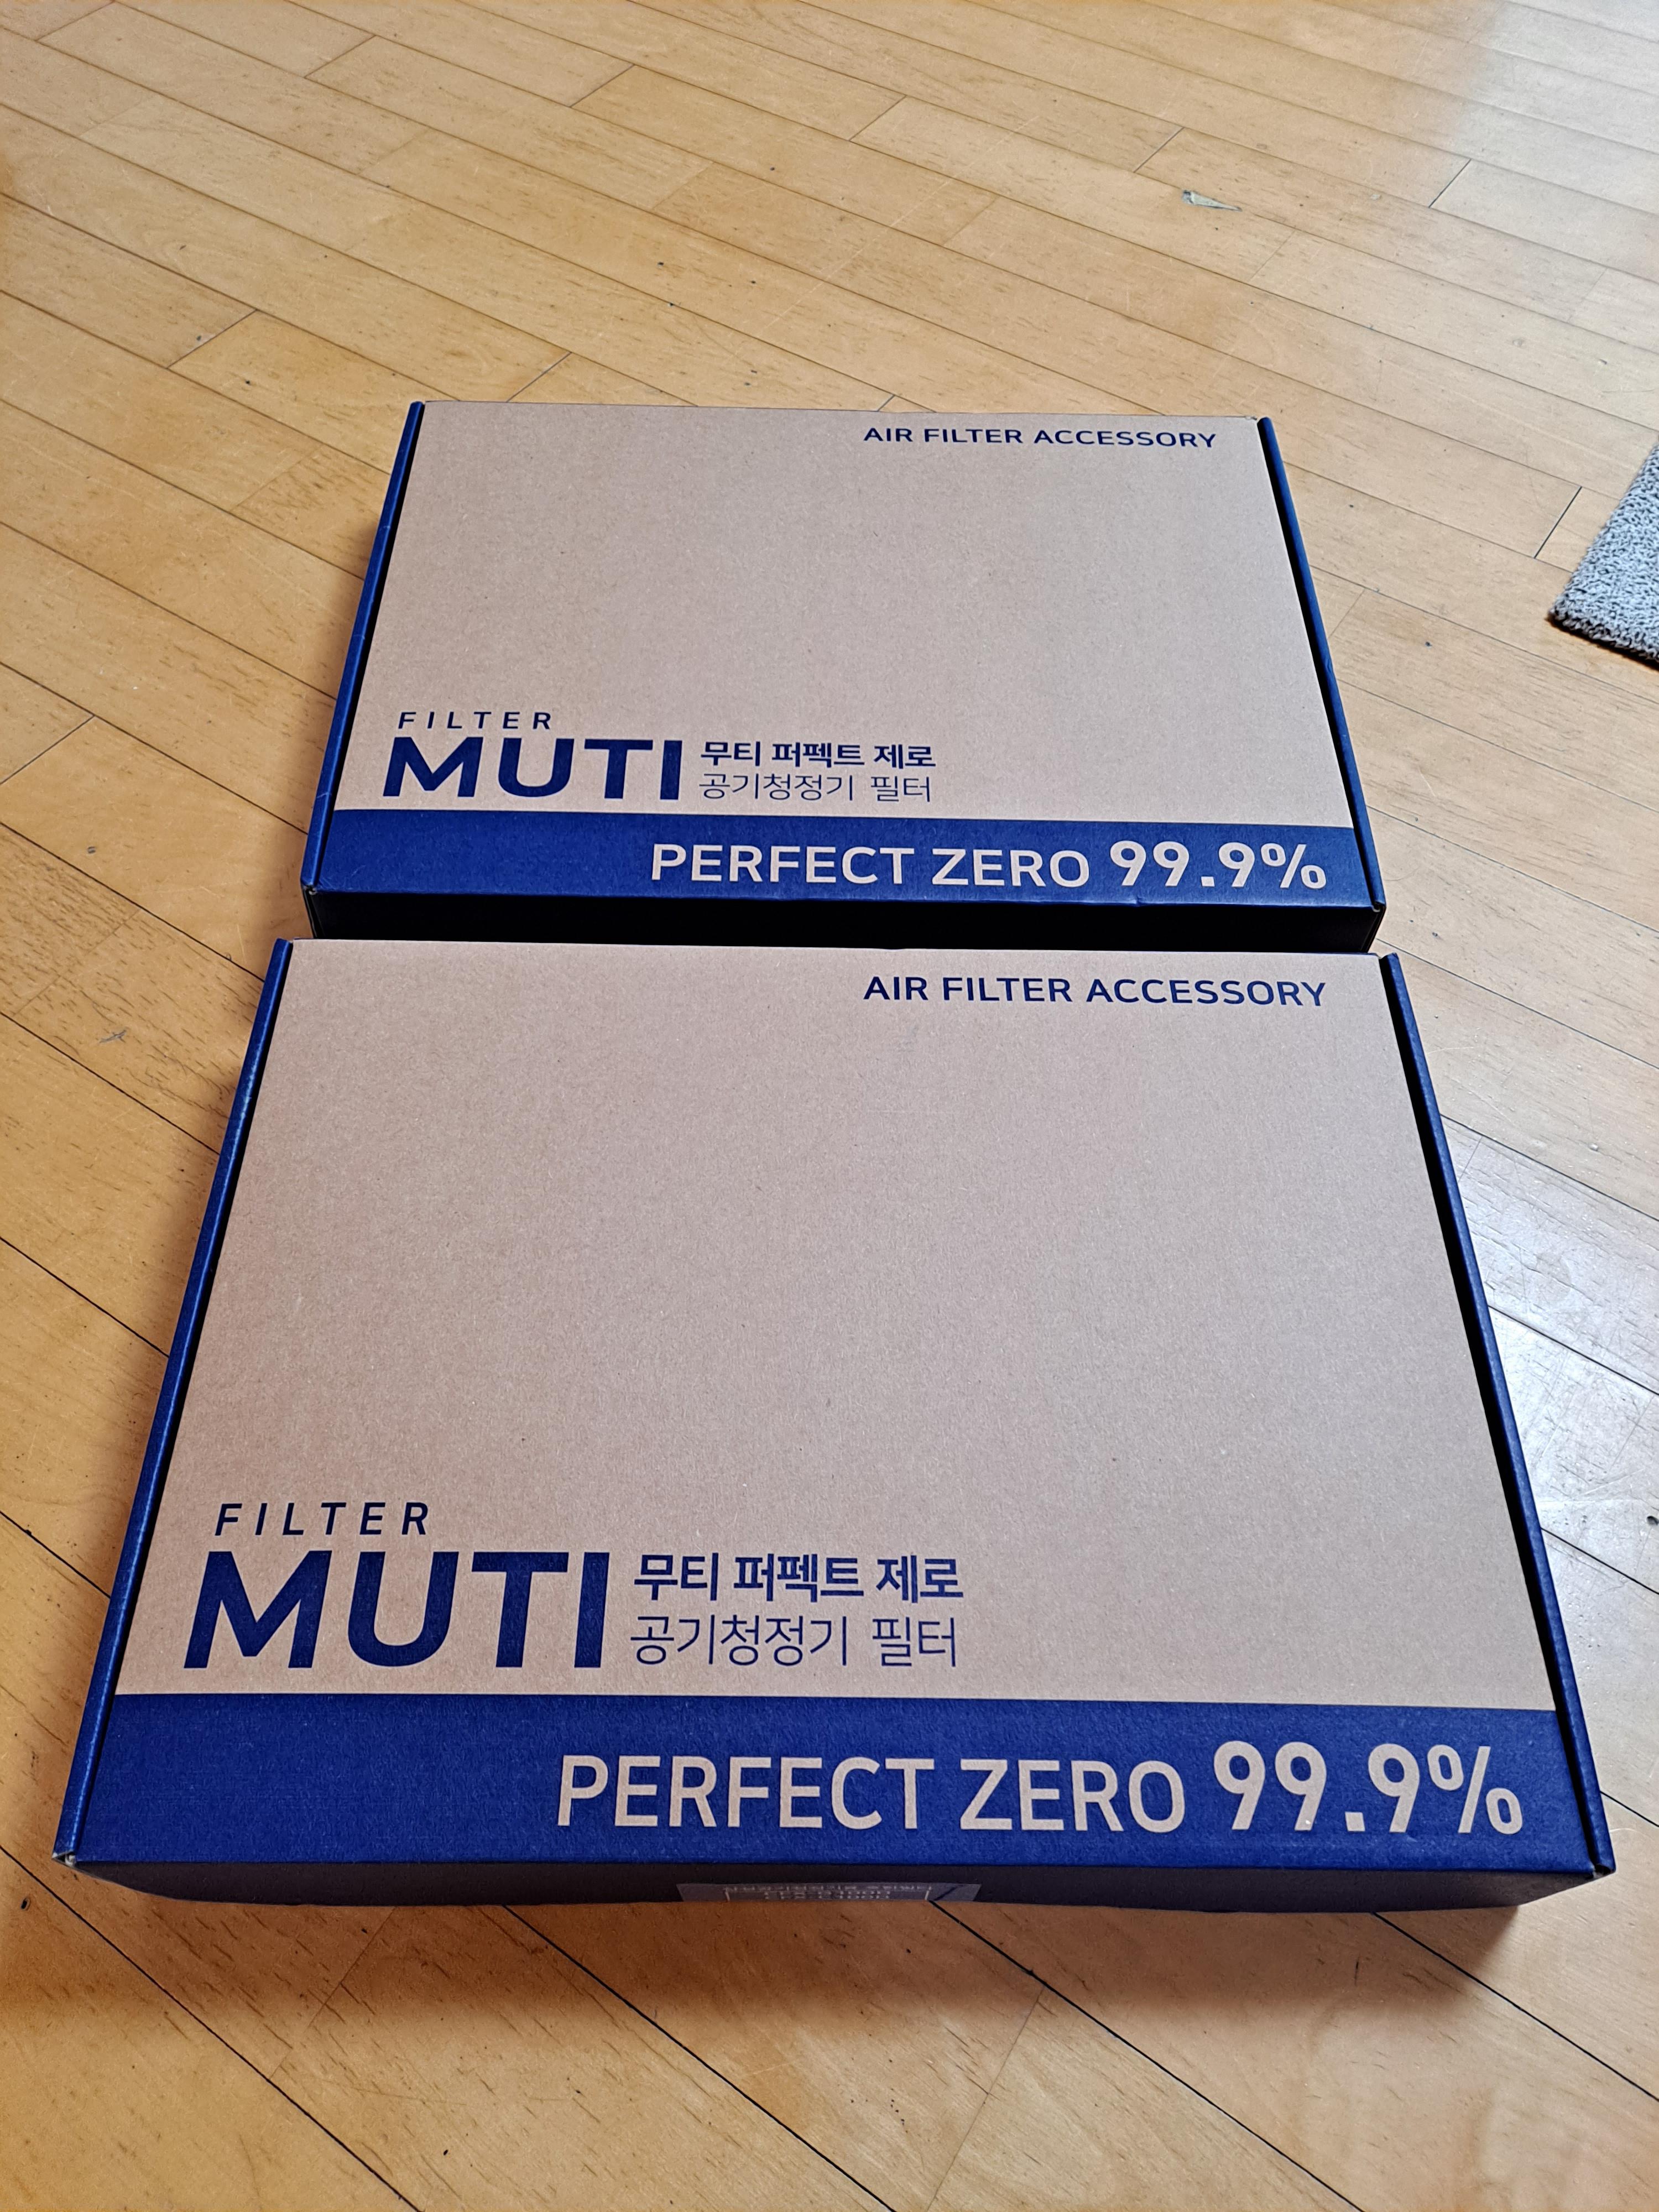 AIR FILTER ACCESSORY
FILTER
MUTI
무티 퍼펙트 제로
공기청정기 필터
PERFECT ZERO 99.9%
AIR FILTER ACCESSORY
FILTER
MUTI
무티 퍼펙트 제로
공기청정기 필터
PERFECT ZERO 99.9%